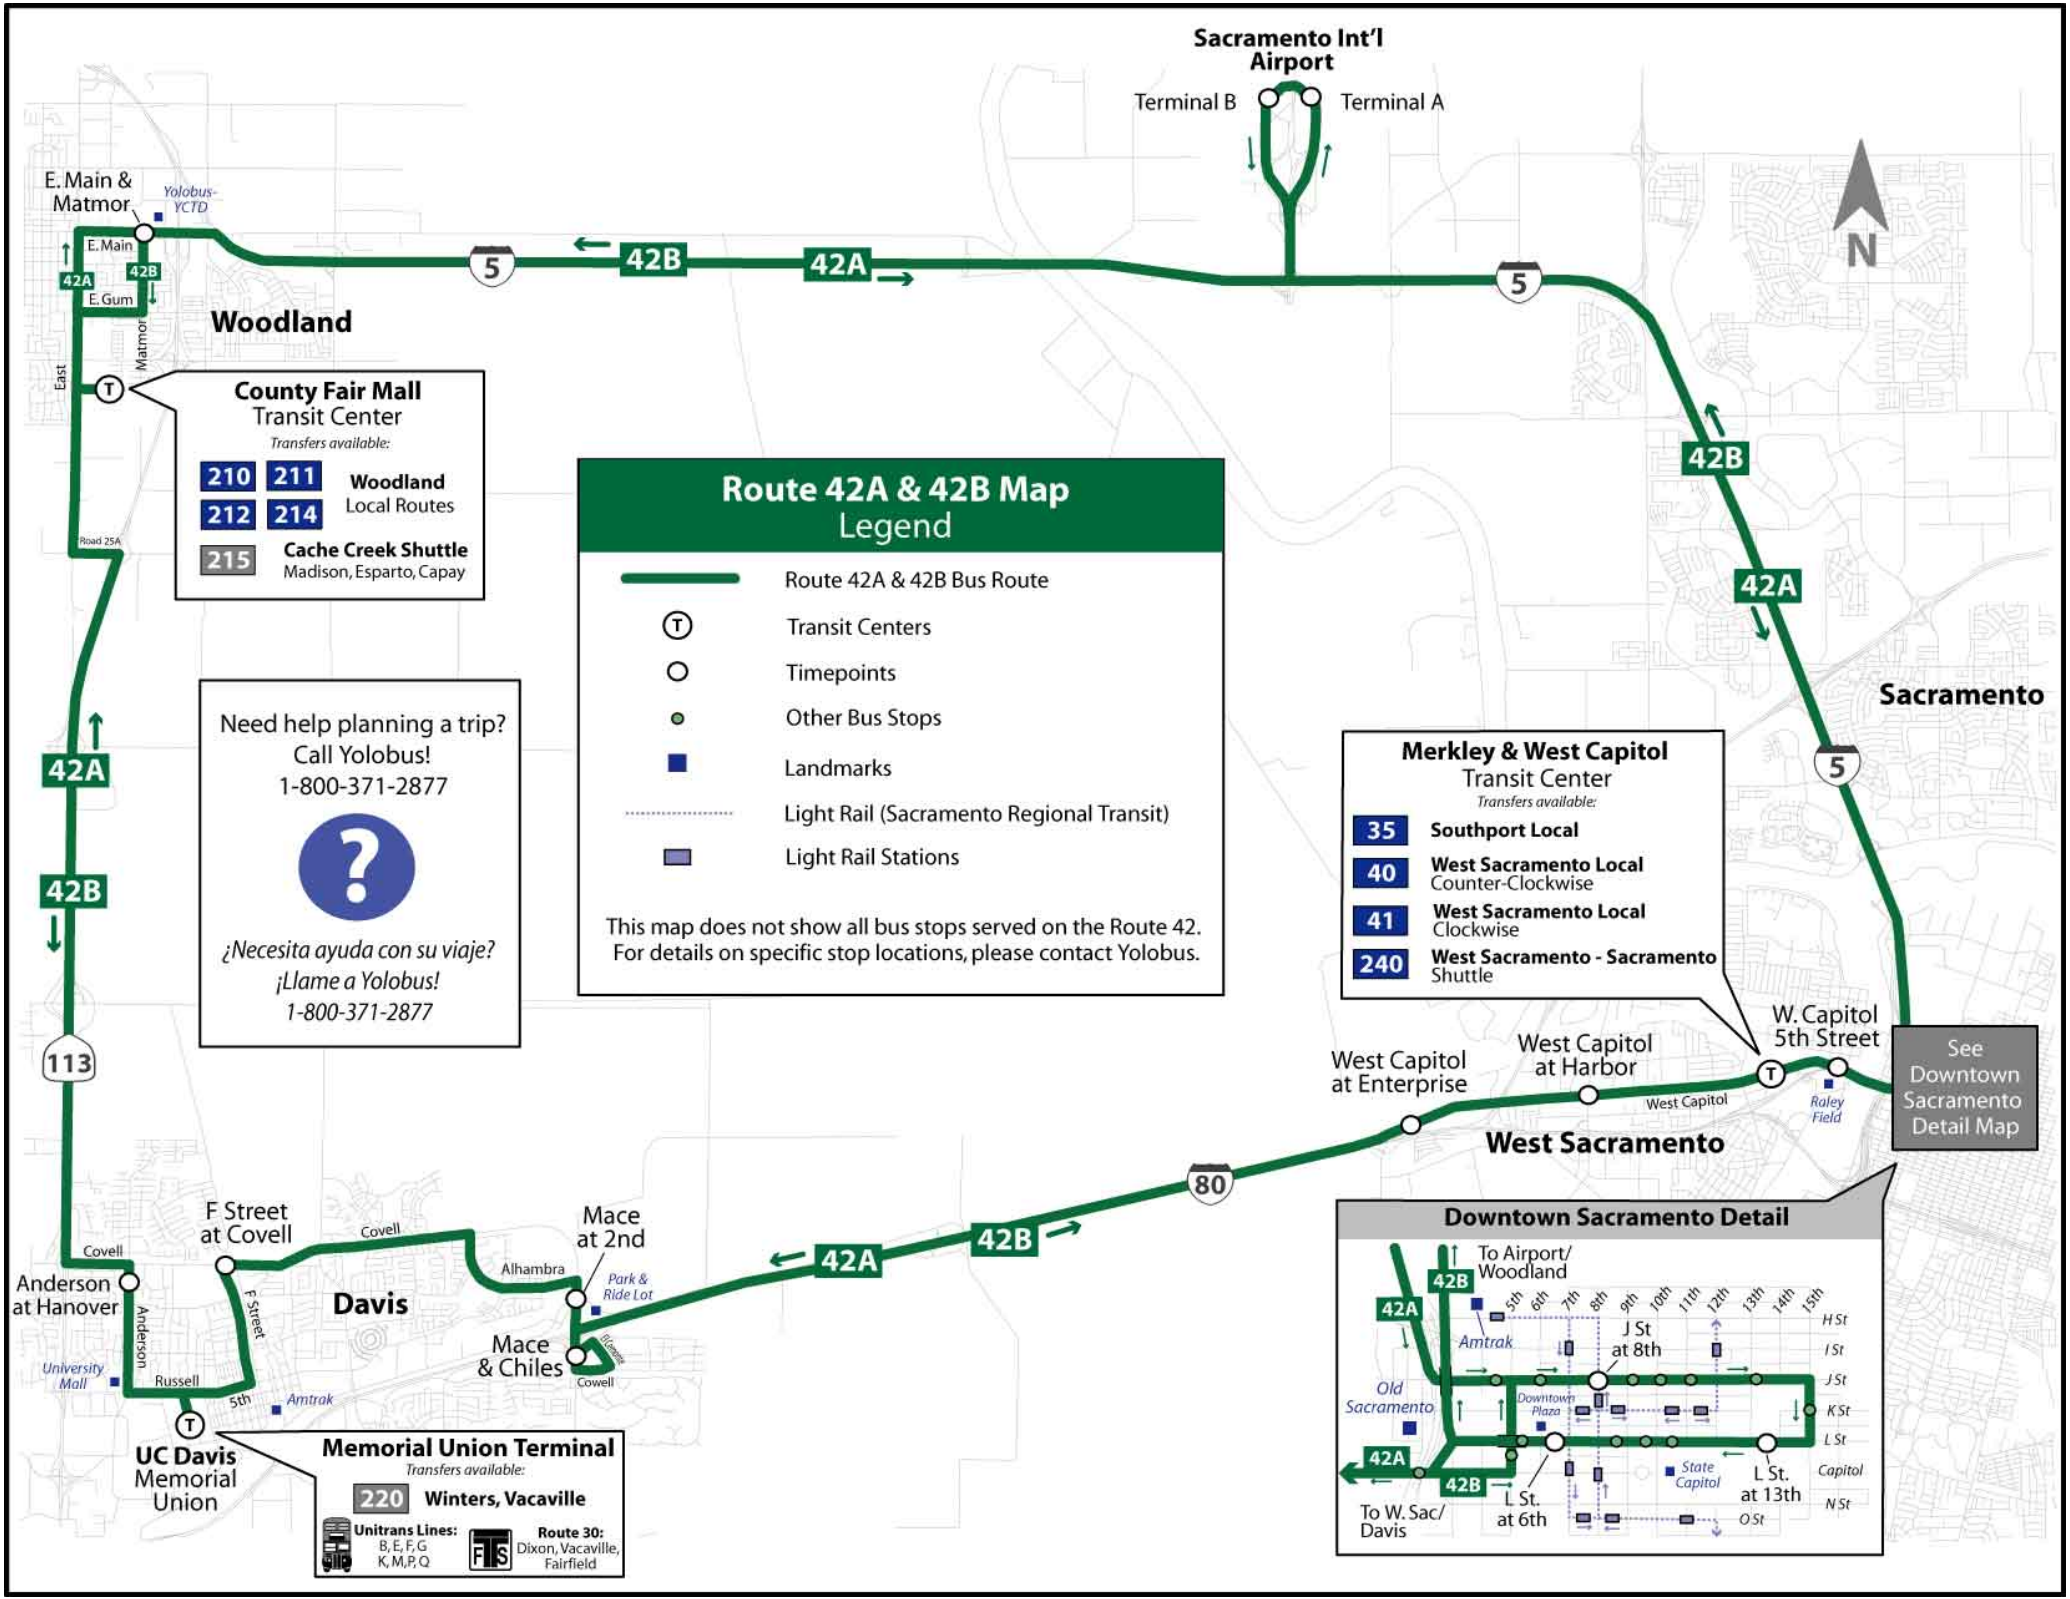 Sacramento Int'l
Airport
Terminal B
Terminal A
N
E. Main &
Matmor
Yolobus-
YCTD
E. Main
42A
42B
E. Gum
Matmor
East
Woodland
5
42B
42A
5
T
County Fair Mall
Transit Center
Transfers available:
210 211
212 214
Woodland
Local Routes
215
Cache Creek Shuttle
Madison, Esparto, Capay
Road 25A
Route 42A & 42B Map
Legend
Route 42A & 42B Bus Route
T Transit Centers
Timepoints
Other Bus Stops
Landmarks
Light Rail (Sacramento Regional Transit)
Light Rail Stations
This map does not show all bus stops served on the Route 42.
For details on specific stop locations, please contact Yolobus.
42B
42A
Sacramento
5
Need help planning a trip?
Call Yolobus!
1-800-371-2877
?
¿Necesita ayuda con su viaje?
¡Llame a Yolobus!
1-800-371-2877
42A
42B
113
Merkley & West Capitol
Transit Center
Transfers available:
35 Southport Local
40 West Sacramento Local
Counter-Clockwise
41 West Sacramento Local
Clockwise
240 West Sacramento - Sacramento
Shuttle
W. Capitol
5th Street
West Capitol
at Harbor
West Capitol
at Enterprise
T
West Capitol
Raley
Field
West Sacramento
See
Downtown
Sacramento
Detail Map
80
42B
42A
F Street
at Covell
Covell
Mace
at 2nd
Covell
Alhambra
Park &
Ride Lot
Anderson
at Hanover
Anderson
F Street
Davis
Mace
& Chiles
Cowell
University
Mall
Russell
5th
Amtrak
T
UC Davis
Memorial
Union
Memorial Union Terminal
Transfers available:
220 Winters, Vacaville
Unitrans Lines:
B, E, F, G
K, M, P, Q
FTS
Route 30:
Dixon, Vacaville,
Fairfield
Downtown Sacramento Detail
To Airport/
Woodland
42B
42A
Amtrak
5th 6th 7th 8th 9th 10th 11th 12th 13th 14th 15th
H St
I St
J St
K St
L St
Capitol
N St
O St
J St
at 8th
Old
Sacramento
Downtown
Plaza
42A
42B
State
Capitol
L St.
at 13th
L St.
at 6th
To W. Sac/
Davis